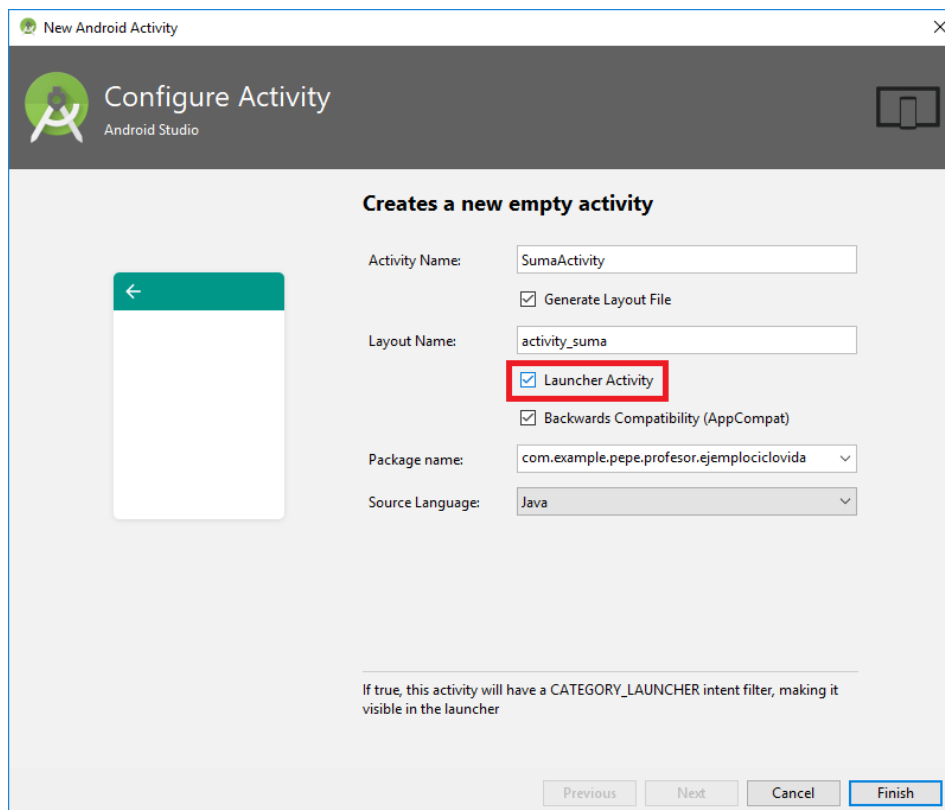 New Android Activity
Configure Activity
Android Studio
Creates a new empty activity
Activity Name: SumaActivity
Generate Layout File
Layout Name: activity_suma
Launcher Activity
Backwards Compatibility (AppCompat)
Package name: com.example.pepe.profesor.ejemplociclovida
Source Language: Java
If true, this activity will have a CATEGORY_LAUNCHER intent filter, making it
visible in the launcher
Previous Next Cancel Finish